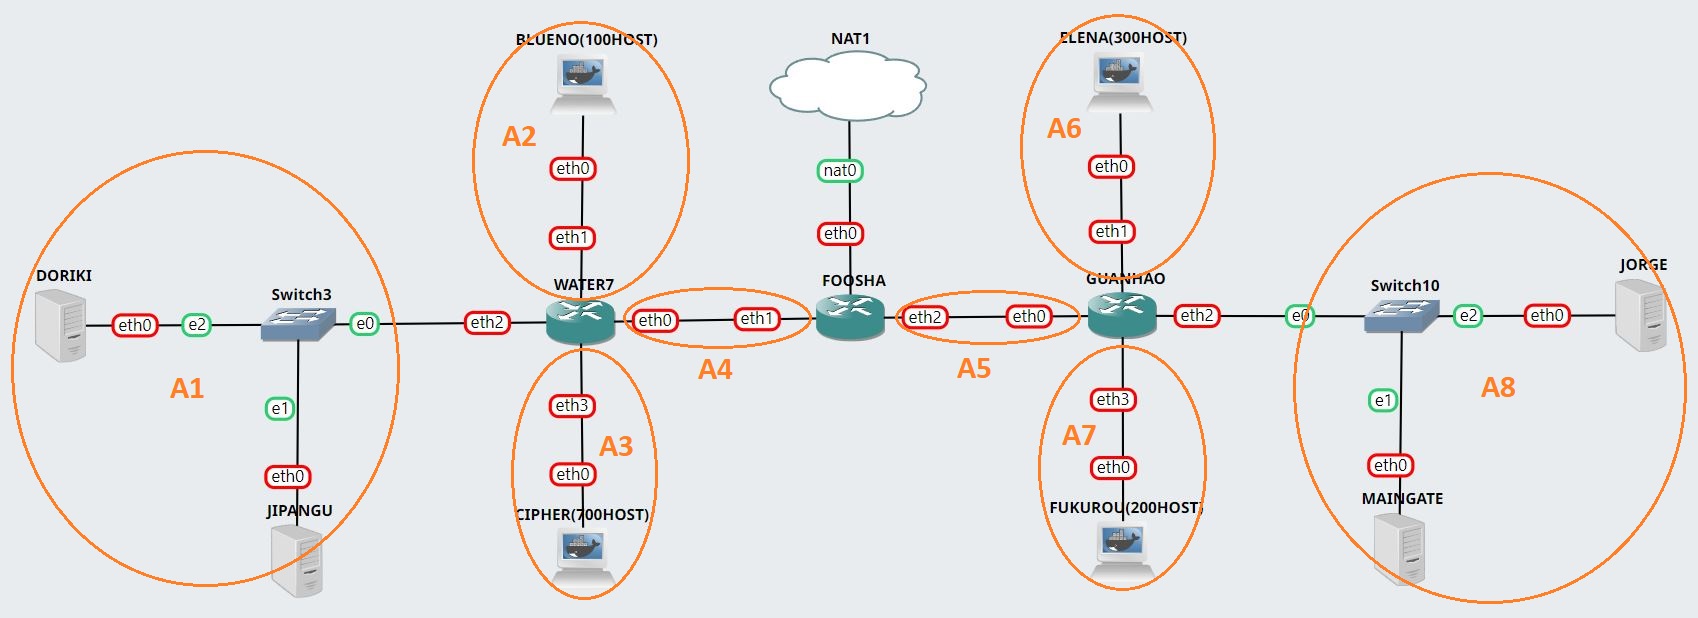 BLUENO(100HOST)
NAT1
ELENA(300HOST)
A2
A6
eth0
nat0
eth0
eth1
eth0
eth1
DORIKI
Switch3
WATER7
FOOSHA
GUANHAO
Switch10
JORGE
eth0
e2
e0
eth2
eth0
eth1
eth2
eth0
eth2
e0
e2
eth0
A1
A4
A5
A8
e1
eth3
eth3
e1
A3
A7
eth0
eth0
eth0
eth0
JIPANGU
CIPHER(700HOST)
FUKUROU(200HOST)
MAINGATE